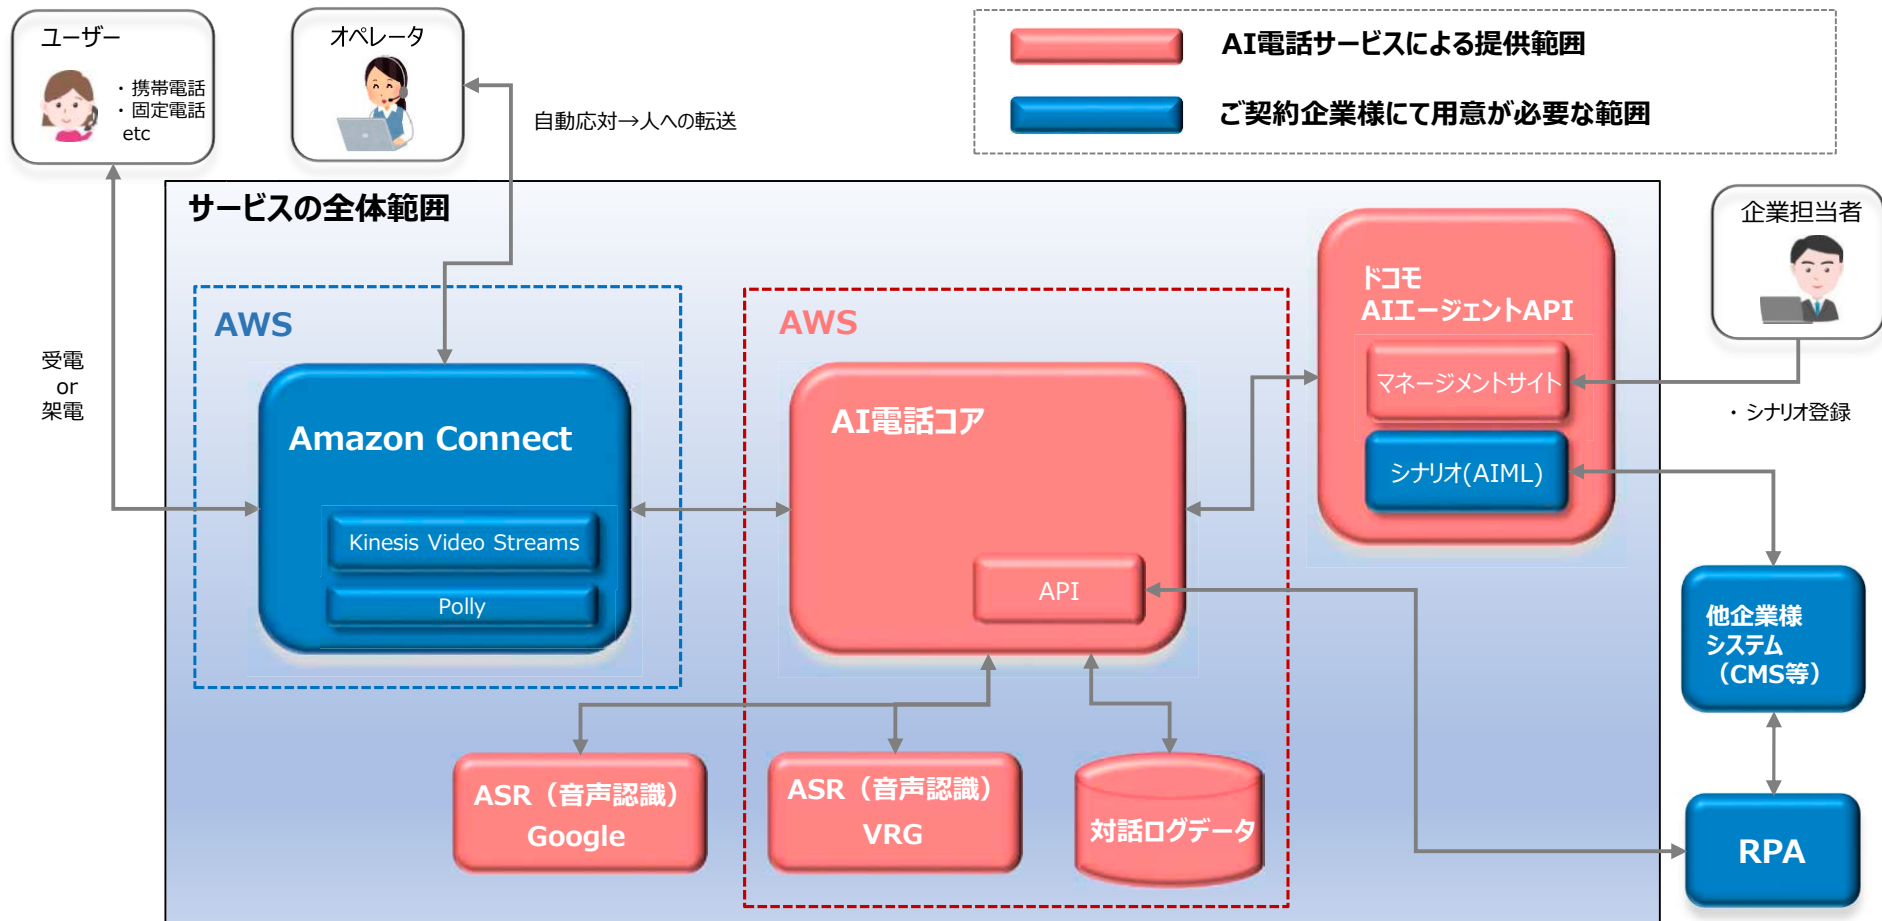 ユーザー
・携帯電話
・固定電話
etc
オペレータ
自動応対→人への転送
AI電話サービスによる提供範囲
ご契約企業様にて用意が必要な範囲
サービスの全体範囲
企業担当者
・シナリオ登録
受電
or
架電
AWS
Amazon Connect
Kinesis Video Streams
Polly
AWS
AI電話コア
API
ドコモ
AIエージェントAPI
マネージメントサイト
シナリオ(AIML)
他企業様
システム
（CMS等）
RPA
ASR（音声認識）
Google
ASR（音声認識）
VRG
対話ログデータ